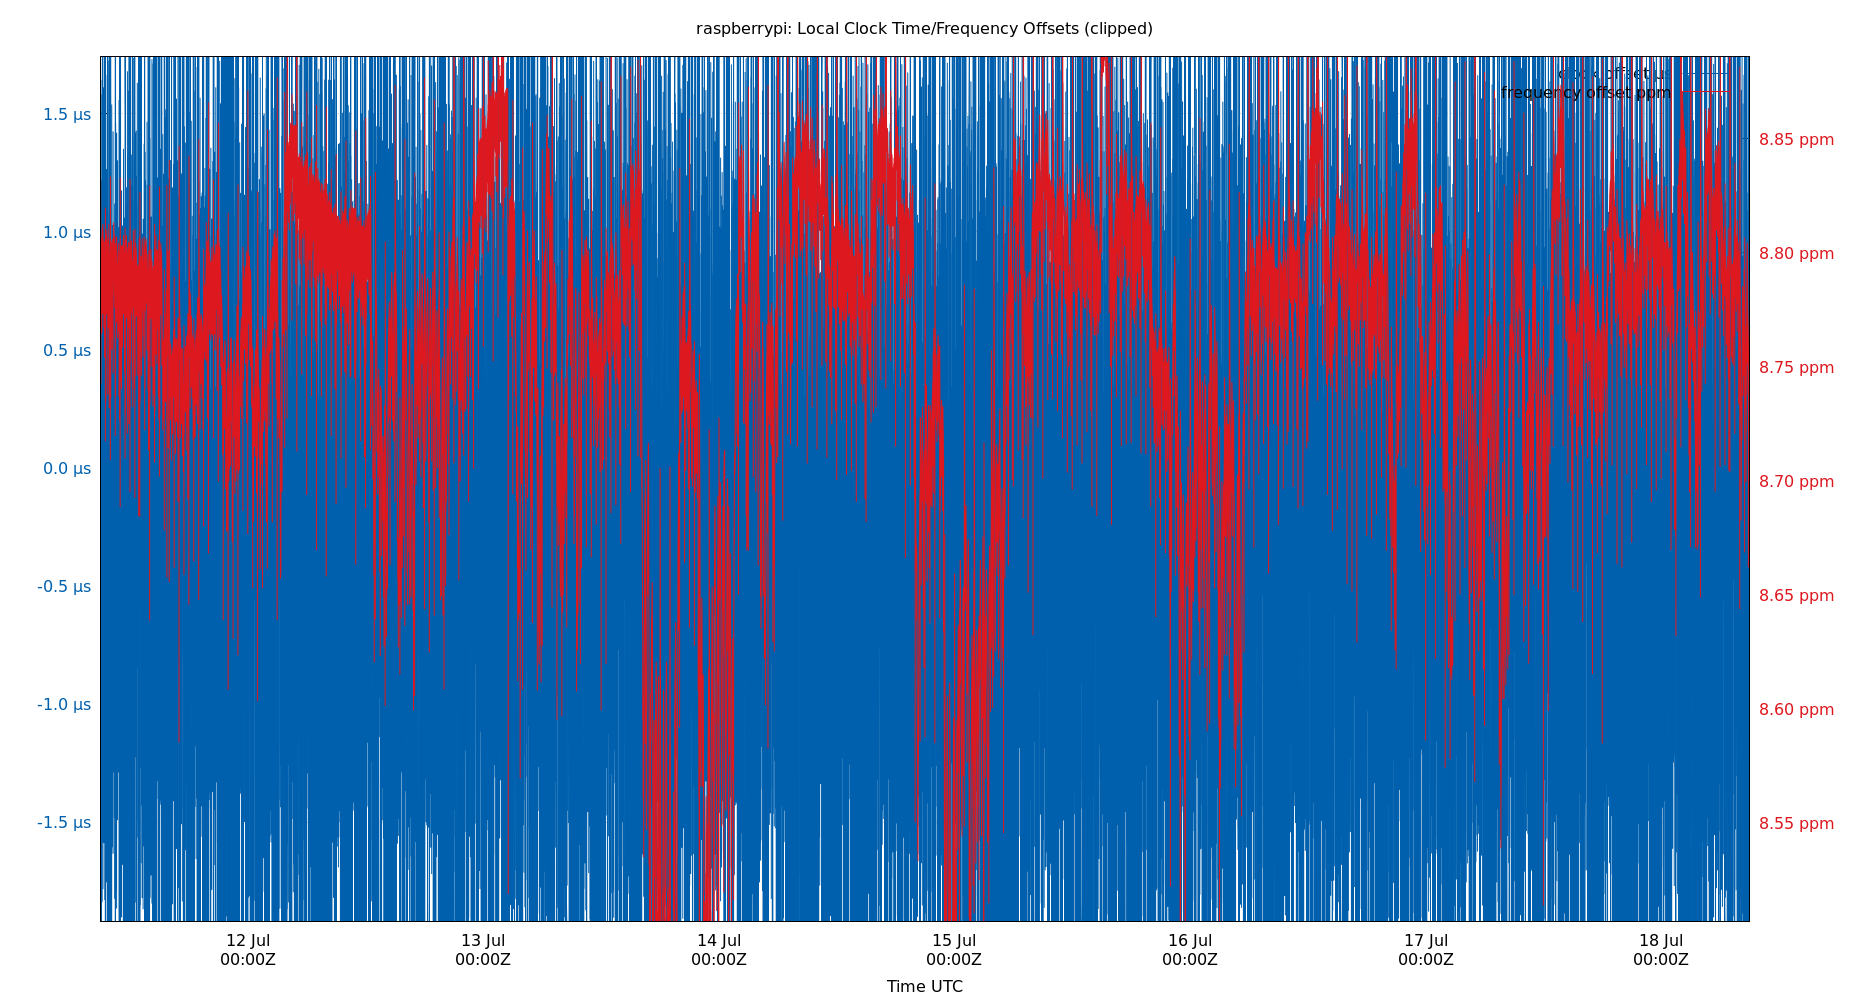 raspberrypi: Local Clock Time/Frequency Offsets (clipped)
clock offset μs
frequency offset ppm
1.5 μs
1.0 μs
0.5 μs
0.0 μs
-0.5 μs
-1.0 μs
-1.5 μs
8.85 ppm
8.80 ppm
8.75 ppm
8.70 ppm
8.65 ppm
8.60 ppm
8.55 ppm
12 Jul 13 Jul 14 Jul 15 Jul 16 Jul 17 Jul 18 Jul
00:00Z 00:00Z 00:00Z 00:00Z 00:00Z 00:00Z 00:00Z
Time UTC